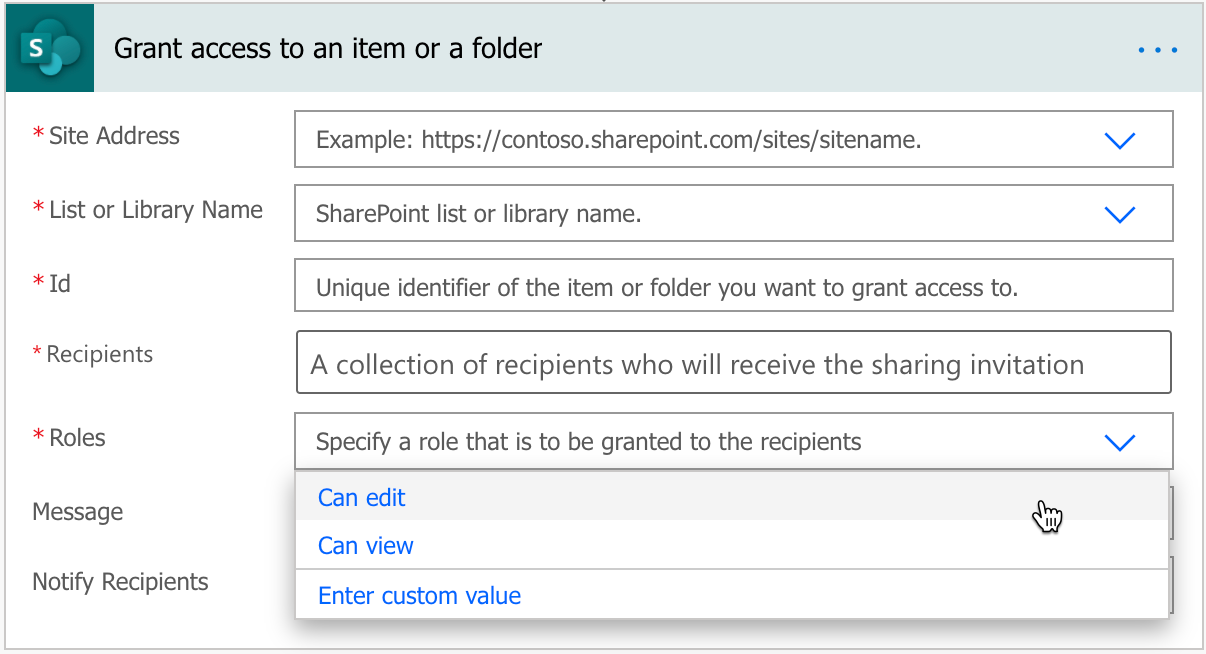 S
Grant access to an item or a folder
* Site Address
Example: https://contoso.sharepoint.com/sites/sitename.
* List or Library Name
SharePoint list or library name.
* Id
Unique identifier of the item or folder you want to grant access to.
* Recipients
A collection of recipients who will receive the sharing invitation
* Roles
Specify a role that is to be granted to the recipients
Can edit
Message
Can view
Notify Recipients
Enter custom value